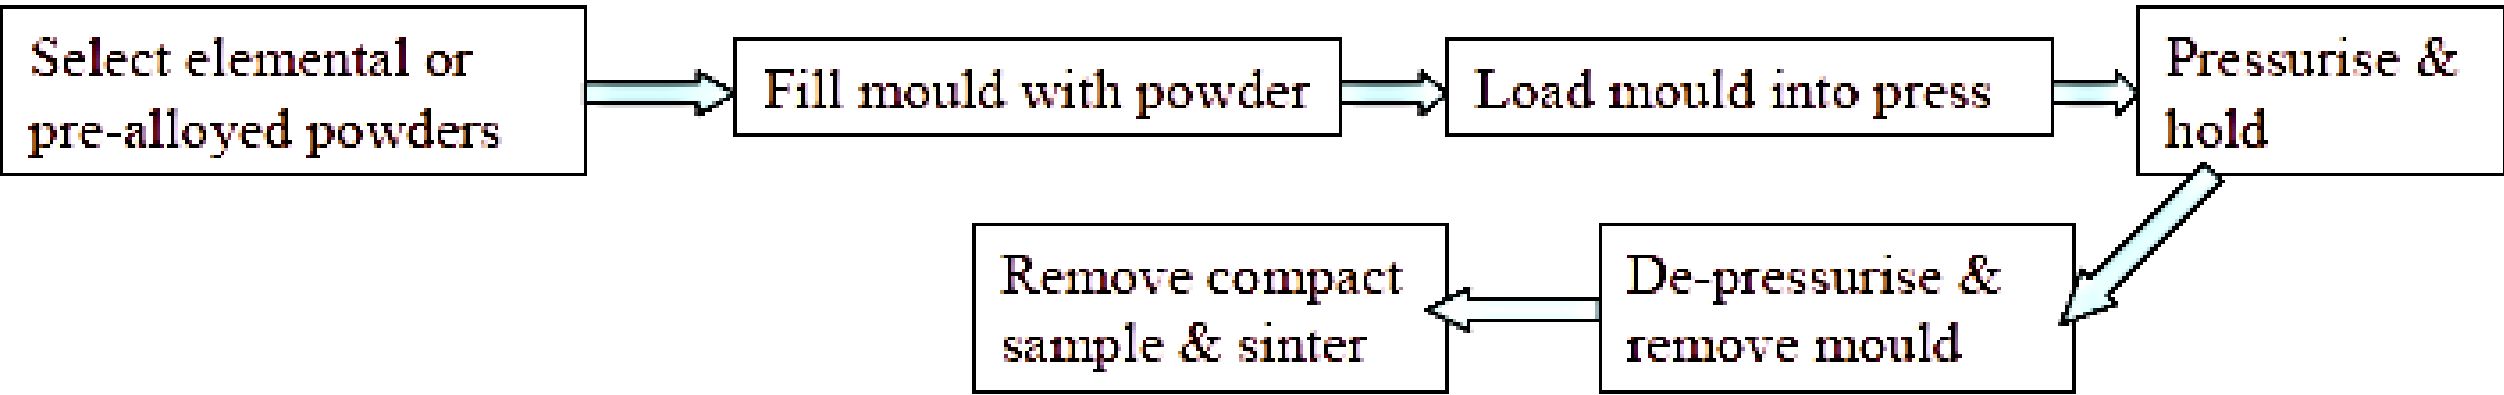 Select elemental or
pre-alloyed powders
Fill mould with powder
Load mould into press
Pressurise &
hold
De-pressurise &
remove mould
Remove compact
sample & sinter